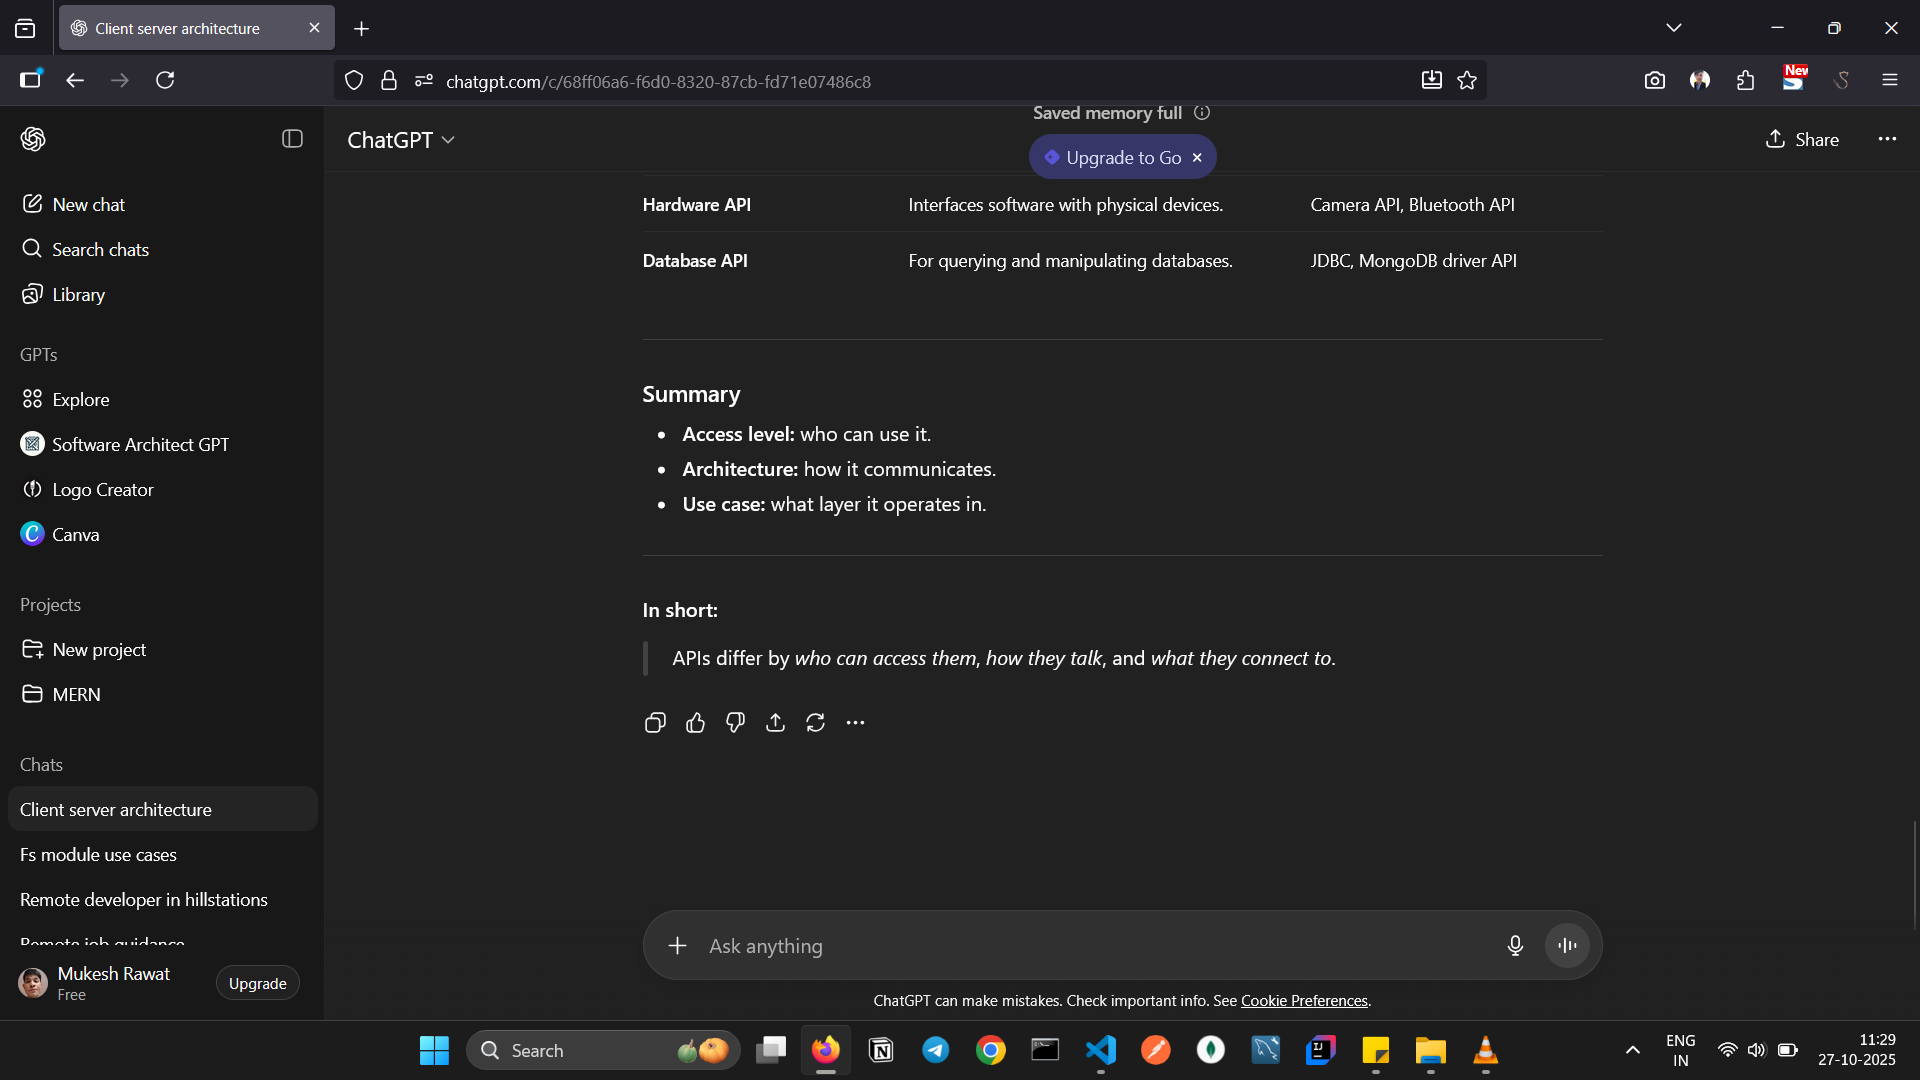 Client server architecture
chatgpt.com/c/68ff06a6-f6d0-8320-87cb-fd71e07486c8
New
ChatGPT
Saved memory full
Upgrade to Go
Share
New chat
Search chats
Library
GPTs
Explore
Software Architect GPT
Logo Creator
Canva
Projects
New project
MERN
Chats
Client server architecture
Fs module use cases
Remote developer in hillstations
Remote job guidance
Mukesh Rawat
Free
Upgrade
Hardware API Interfaces software with physical devices. Camera API, Bluetooth API
Database API For querying and manipulating databases. JDBC, MongoDB driver API
Summary
• Access level: who can use it.
• Architecture: how it communicates.
• Use case: what layer it operates in.
In short:
APIs differ by who can access them, how they talk, and what they connect to.
Ask anything
ChatGPT can make mistakes. Check important info. See Cookie Preferences.
Search
ENG
IN
11:29
27-10-2025